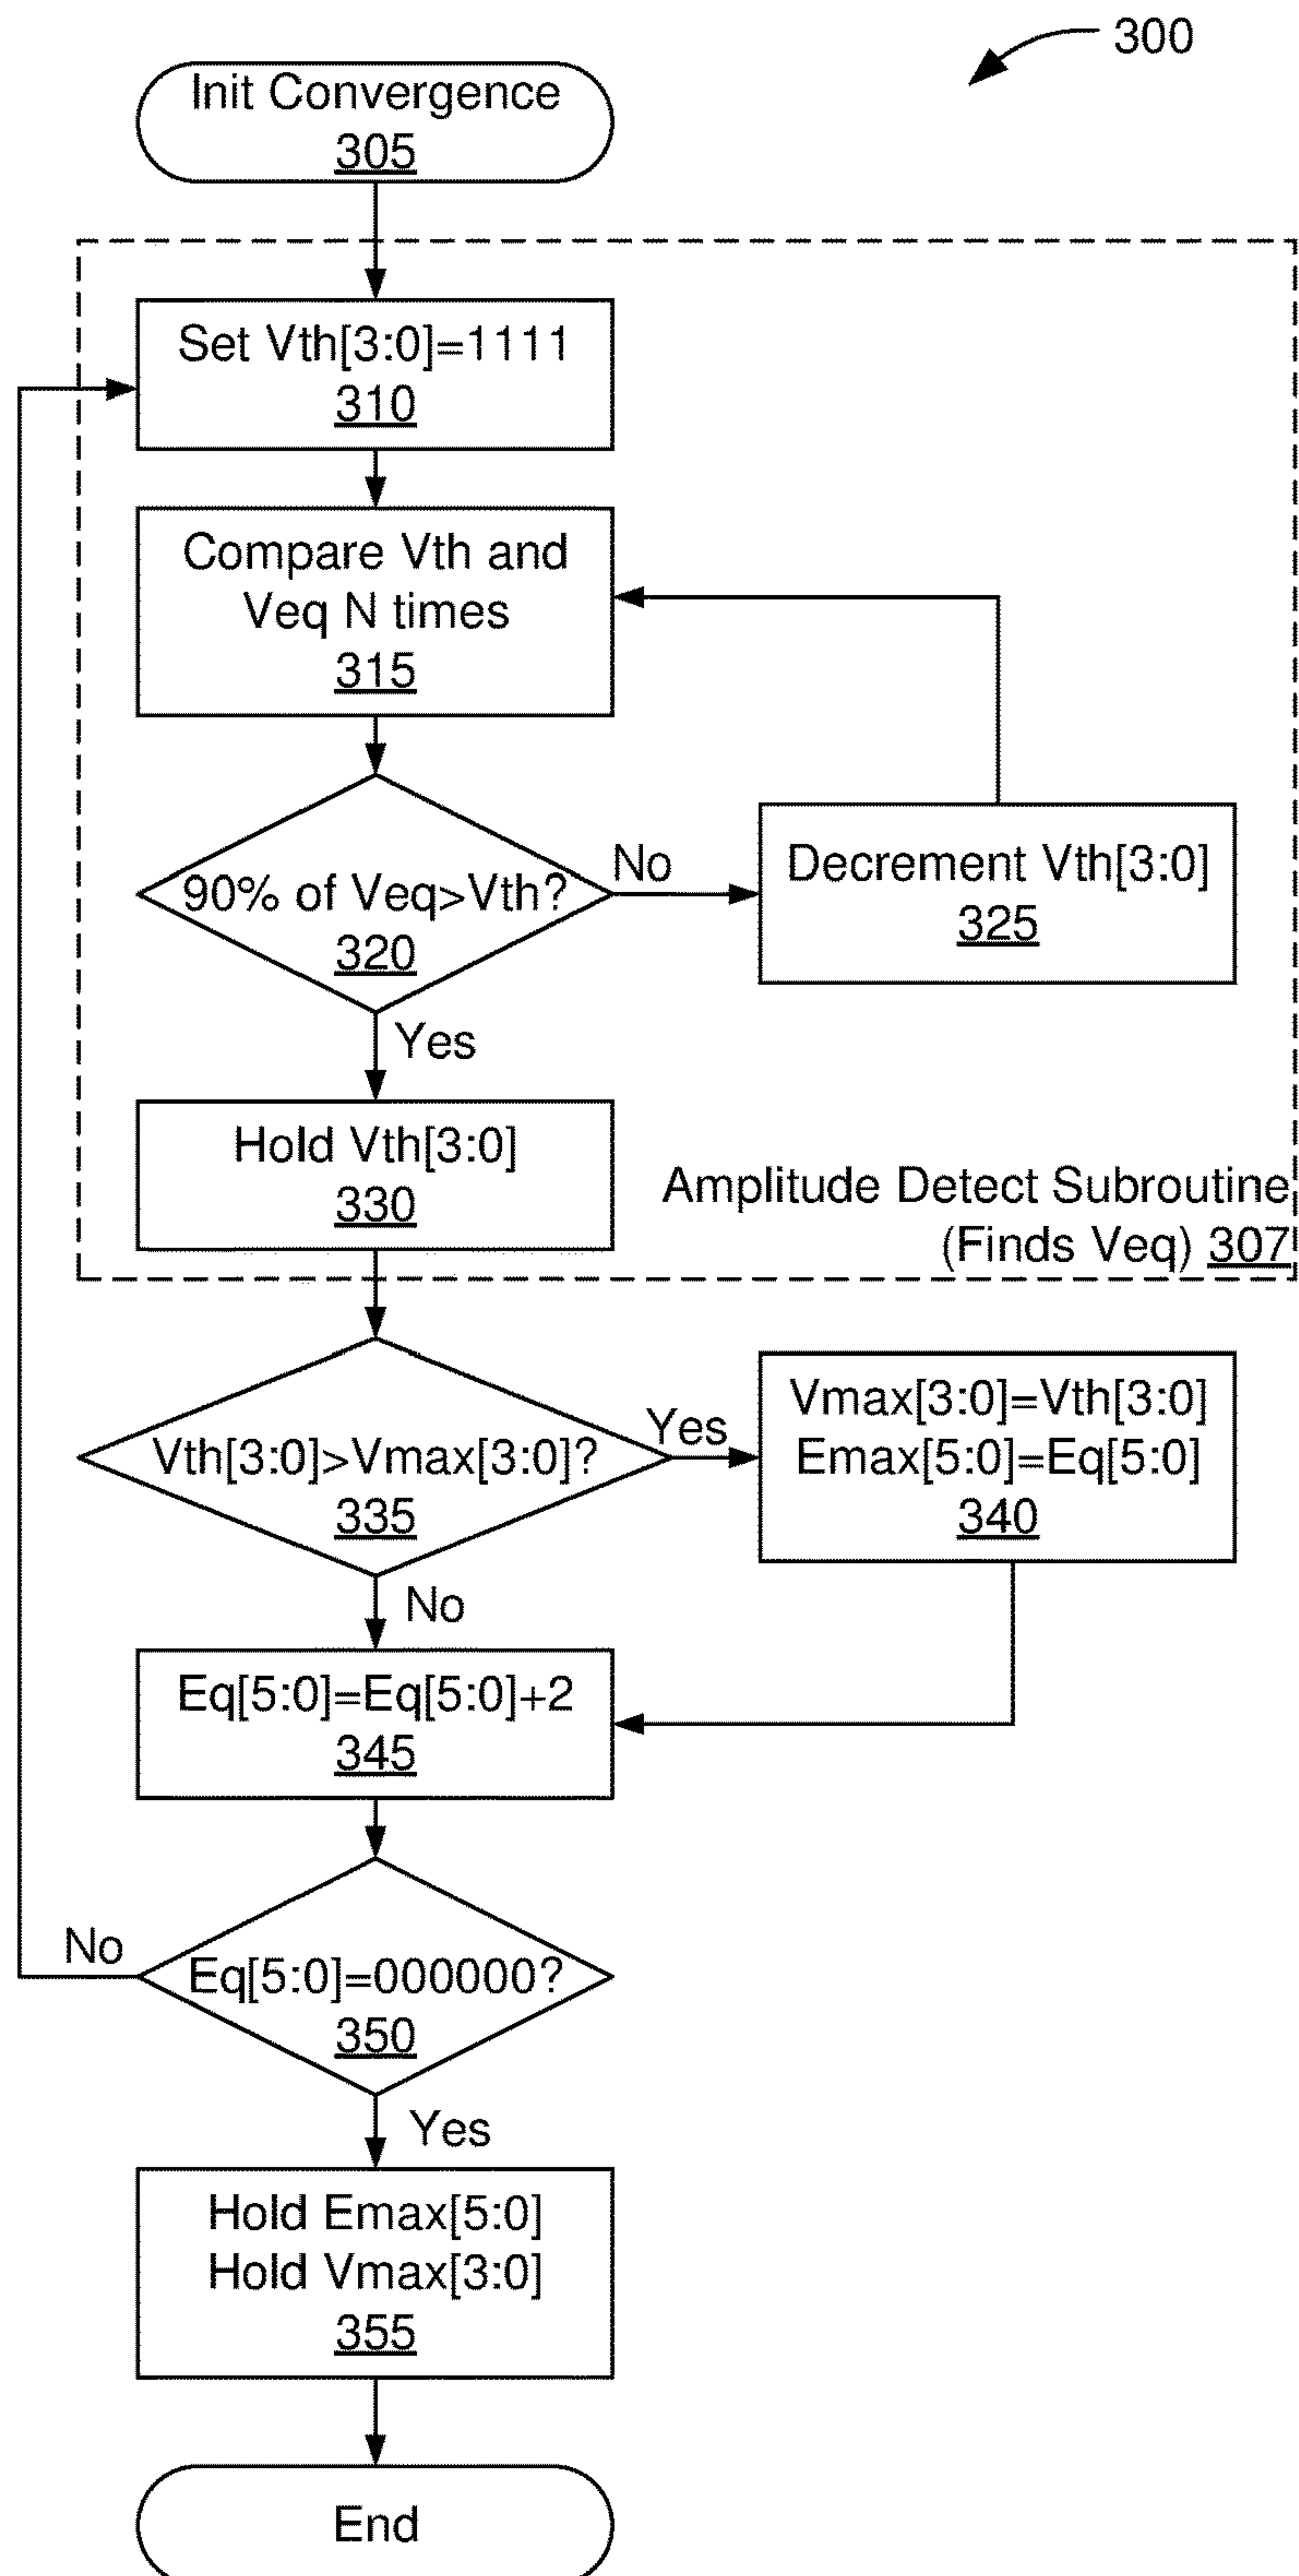 300
Init Convergence
305
Set Vth[3:0]=1111
310
Compare Vth and
Veq N times
315
90% of Veq>Vth?
320
No
Decrement Vth[3:0]
325
Yes
Hold Vth[3:0]
330
Amplitude Detect Subroutine
(Finds Veq) 307
Vth[3:0]>Vmax[3:0]?
335
Yes
Vmax[3:0]=Vth[3:0]
Emax[5:0]=Eq[5:0]
340
No
Eq[5:0]=Eq[5:0]+2
345
No
Eq[5:0]=000000?
350
Yes
Hold Emax[5:0]
Hold Vmax[3:0]
355
End